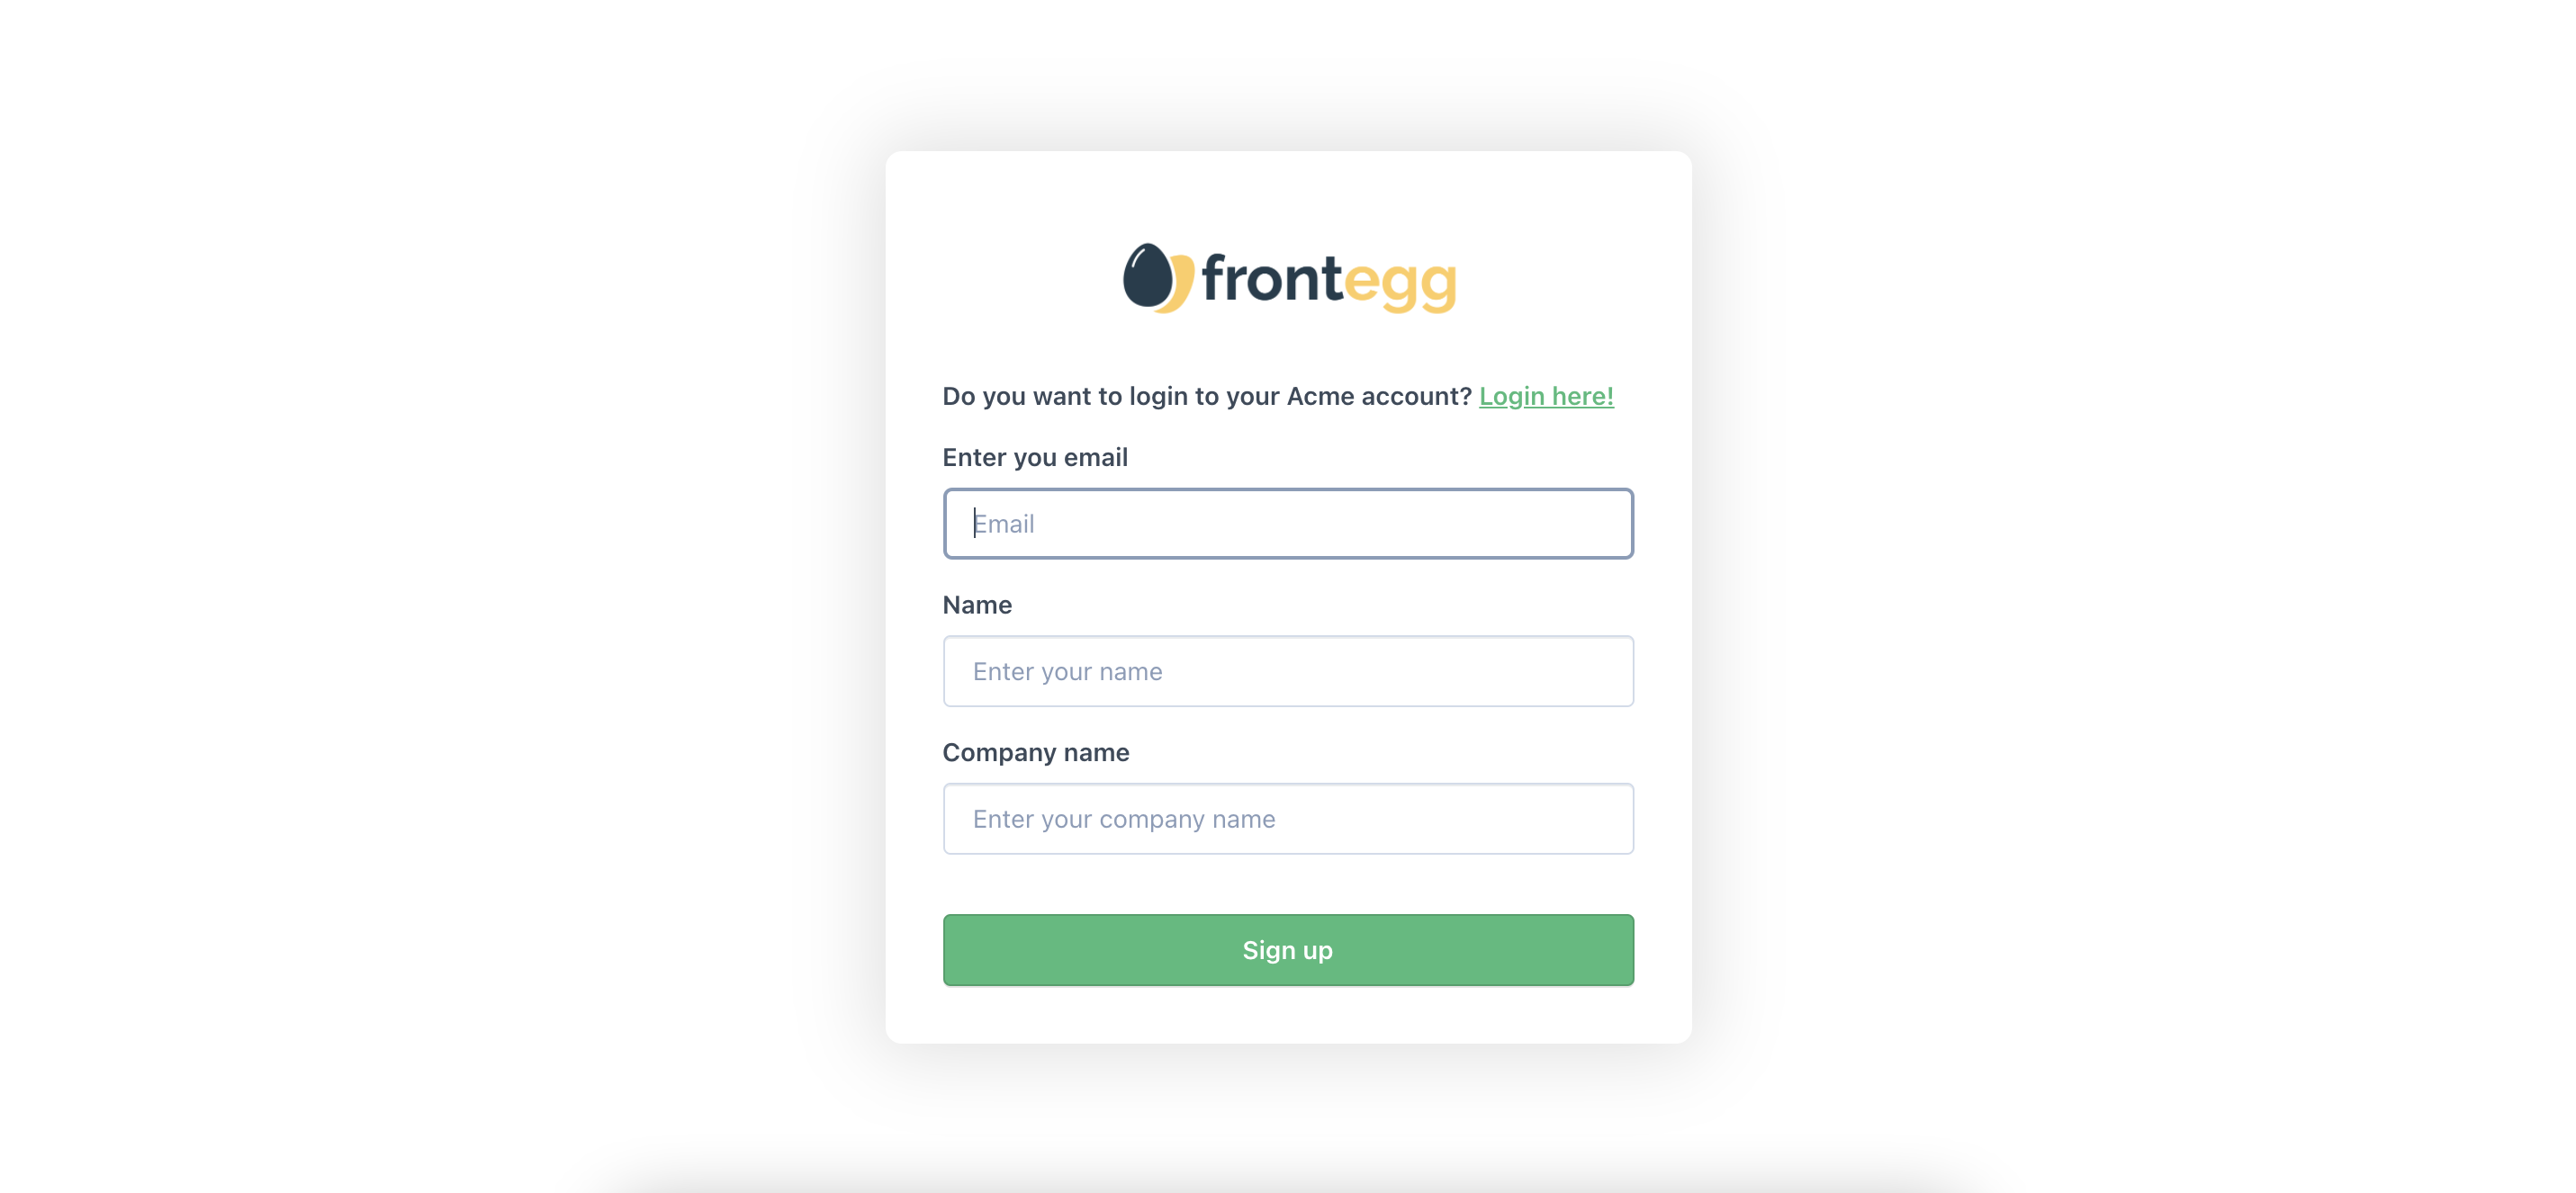 frontegg
Do you want to login to your Acme account? Login here!
Enter you email
Email
Name
Enter your name
Company name
Enter your company name
Sign up